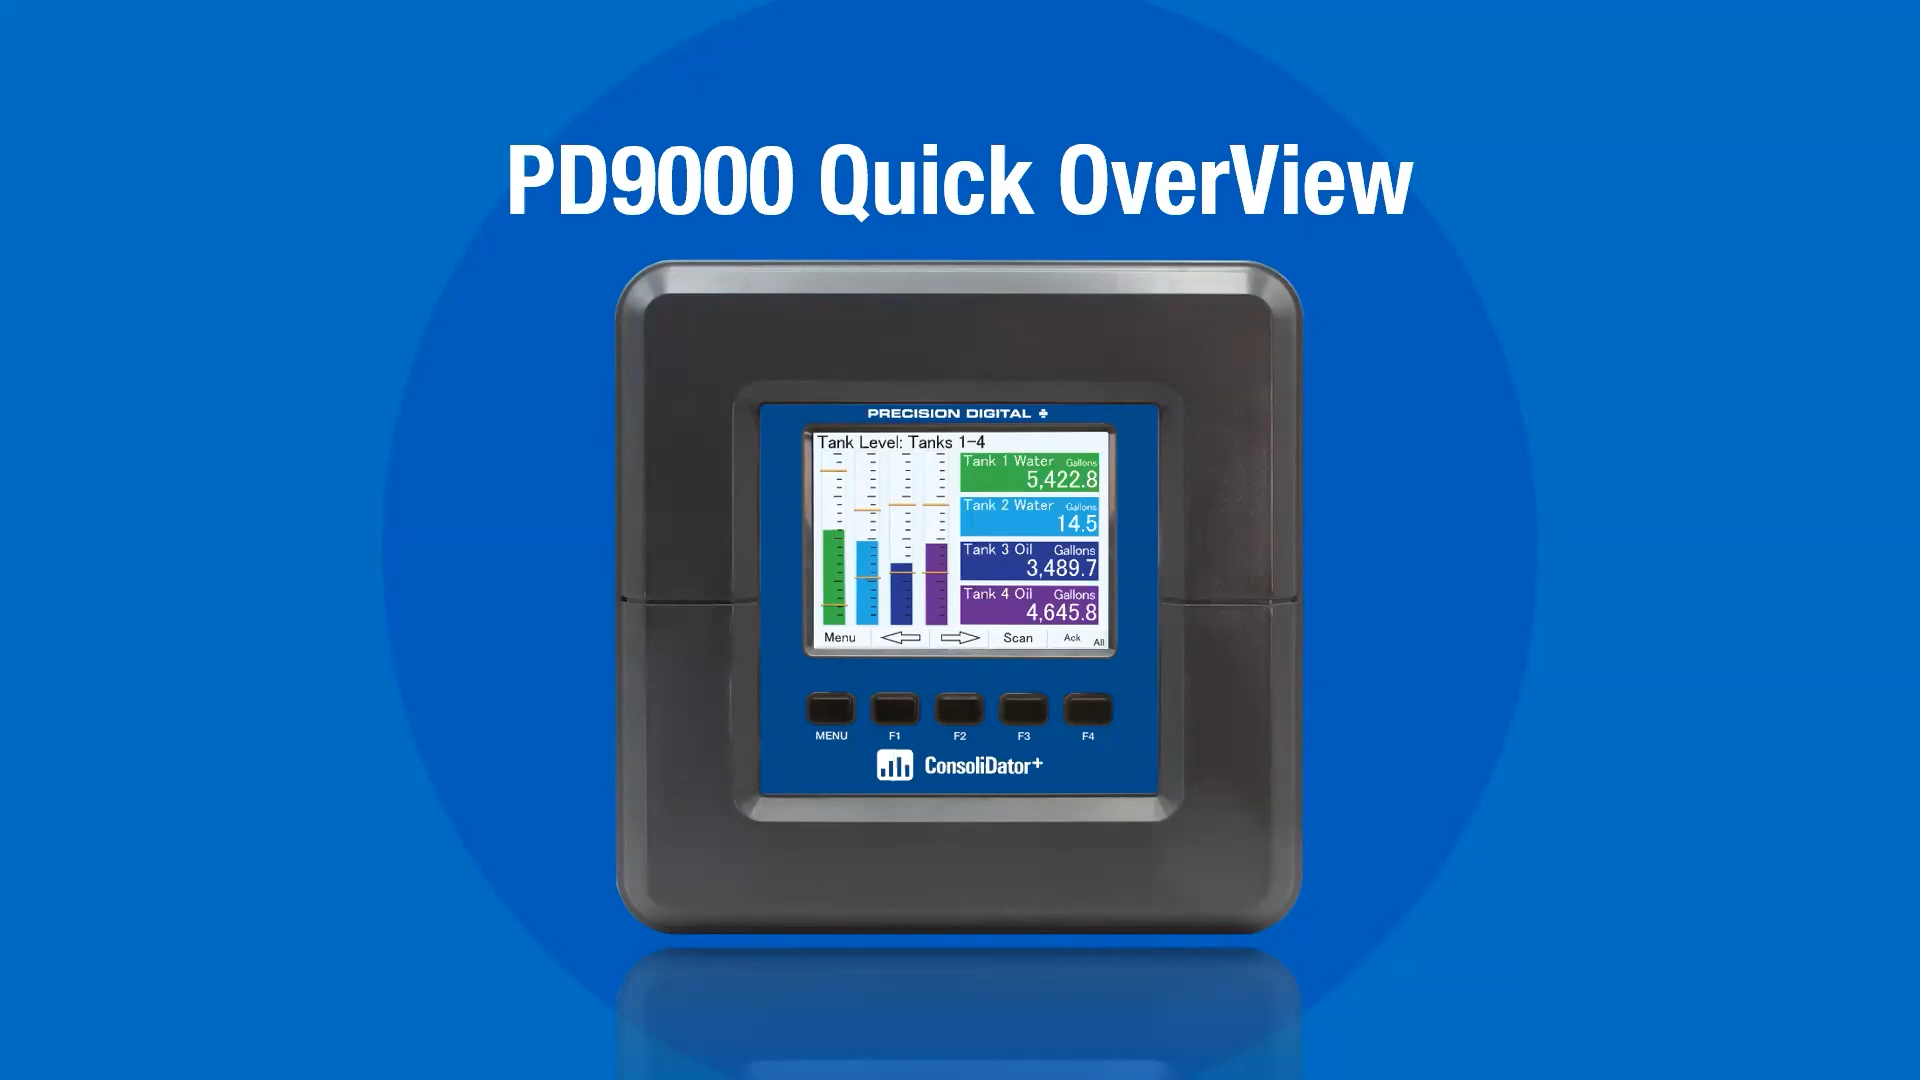 PD9000 Quick OverView
PRECISION DIGITAL
Tank Level: Tanks 1-4
Tank 1 Water Gallons
5,422.8
Tank 2 Water Gallons
14.5
Tank 3 Oil Gallons
3,489.7
Tank 4 Oil Gallons
4,645.8
Menu Scan Ack All
MENU F1 F2 F3 F4
ConsoliDator+